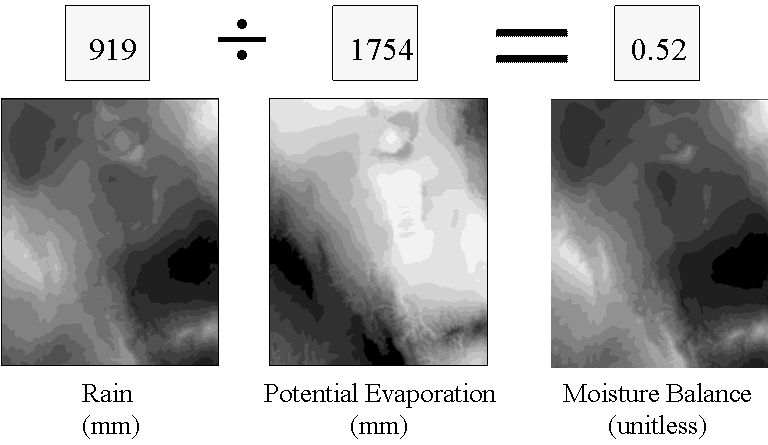 919 ÷ 1754 = 0.52
Rain
(mm)
Potential Evaporation
(mm)
Moisture Balance
(unitless)